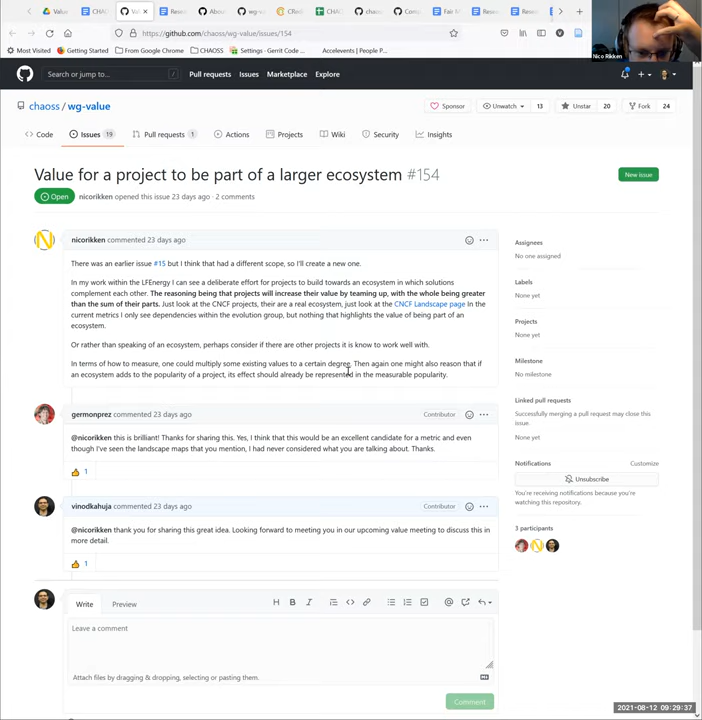 Value
CHAO
Va
Rese
Abou
wg-v
CRe
CHA
chaos
Com
Fair M
Resea
Rese
https://github.com/chaoss/wg-value/issues/154
Most Visited
Getting Started
From Google Chrome
CHAOSS
Settings - Gerrit Code ...
Accelevents | People P...
Nico Rikken
Search or jump to...
/
Pull requests
Issues
Marketplace
Explore
chaoss / wg-value
Sponsor
Unwatch
13
Unstar
20
Fork
24
Code
Issues 19
Pull requests 1
Actions
Projects
Wiki
Security
Insights
Value for a project to be part of a larger ecosystem #154
New issue
Open
nicorikken opened this issue 23 days ago · 2 comments
nicorikken commented 23 days ago
There was an earlier issue #15 but I think that had a different scope, so I'll create a new one.
In my work within the LFEnergy I can see a deliberate effort for projects to build towards an ecosystem in which solutions
complement each other. The reasoning being that projects will increase their value by teaming up, with the whole being greater
than the sum of their parts. Just look at the CNCF projects, their are a real ecosystem, just look at the CNCF Landscape page In the
current metrics I only see dependencies within the evolution group, but nothing that highlights the value of being part of an
ecosystem.
Or rather than speaking of an ecosystem, perhaps consider if there are other projects it is know to work well with.
In terms of how to measure, one could multiply some existing values to a certain degree. Then again one might also reason that if
an ecosystem adds to the popularity of a project, its effect should already be represented in the measurable popularity.
germonprez commented 23 days ago
Contributor
@nicorikken this is brilliant! Thanks for sharing this. Yes, I think that this would be an excellent candidate for a metric and even
though I've seen the landscape maps that you mention, I had never considered what you are talking about. Thanks.
1
vinodkahuja commented 23 days ago
Contributor
@nicorikken thank you for sharing this great idea. Looking forward to meeting you in our upcoming value meeting to discuss this in
more detail.
1
Write
Preview
Leave a comment
Attach files by dragging & dropping, selecting or pasting them.
Comment
Assignees
No one assigned
Labels
None yet
Projects
None yet
Milestone
No milestone
Linked pull requests
Successfully merging a pull request may close this
issue.
None yet
Notifications
Customize
Unsubscribe
You're receiving notifications because you're
watching this repository.
3 participants
2021-08-12 09:29:37